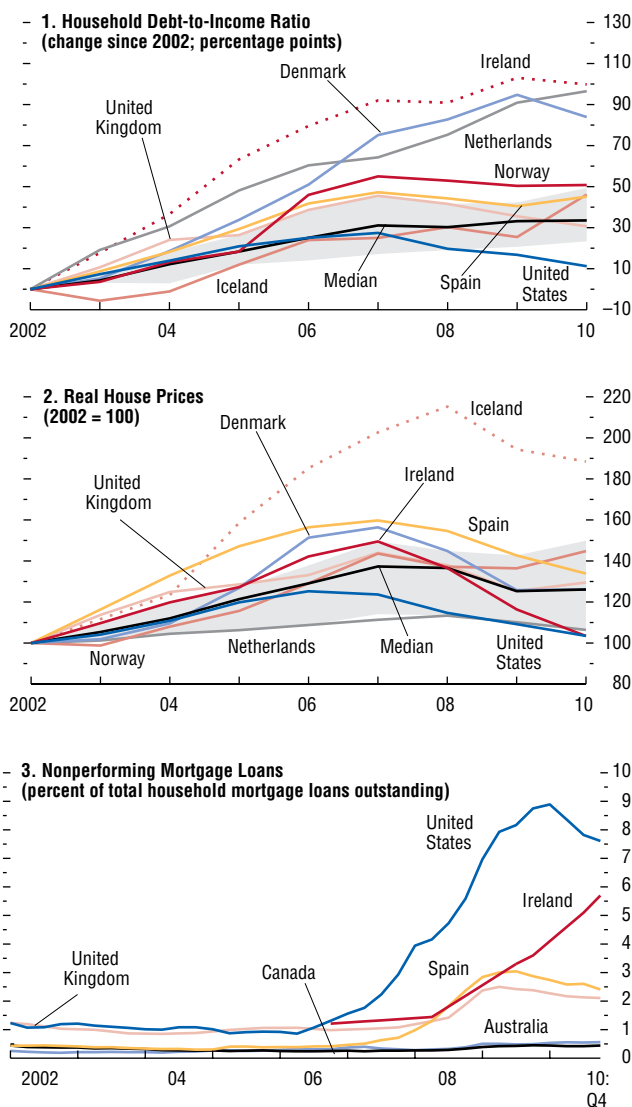 1. Household Debt-to-Income Ratio
(change since 2002; percentage points)
130
110
90
70
50
30
10
–10
Ireland
Denmark
United
Kingdom
Netherlands
Norway
Iceland
Median
Spain
United
States
2002 04 06 08 10
2. Real House Prices
(2002 = 100)
220
200
180
160
140
120
100
80
Iceland
Denmark
United
Kingdom
Ireland
Spain
Norway
Netherlands
Median
United
States
2002 04 06 08 10
3. Nonperforming Mortgage Loans
(percent of total household mortgage loans outstanding)
10
9
8
7
6
5
4
3
2
1
0
United
States
Ireland
United
Kingdom
Canada
Spain
Australia
2002 04 06 08 10:
Q4